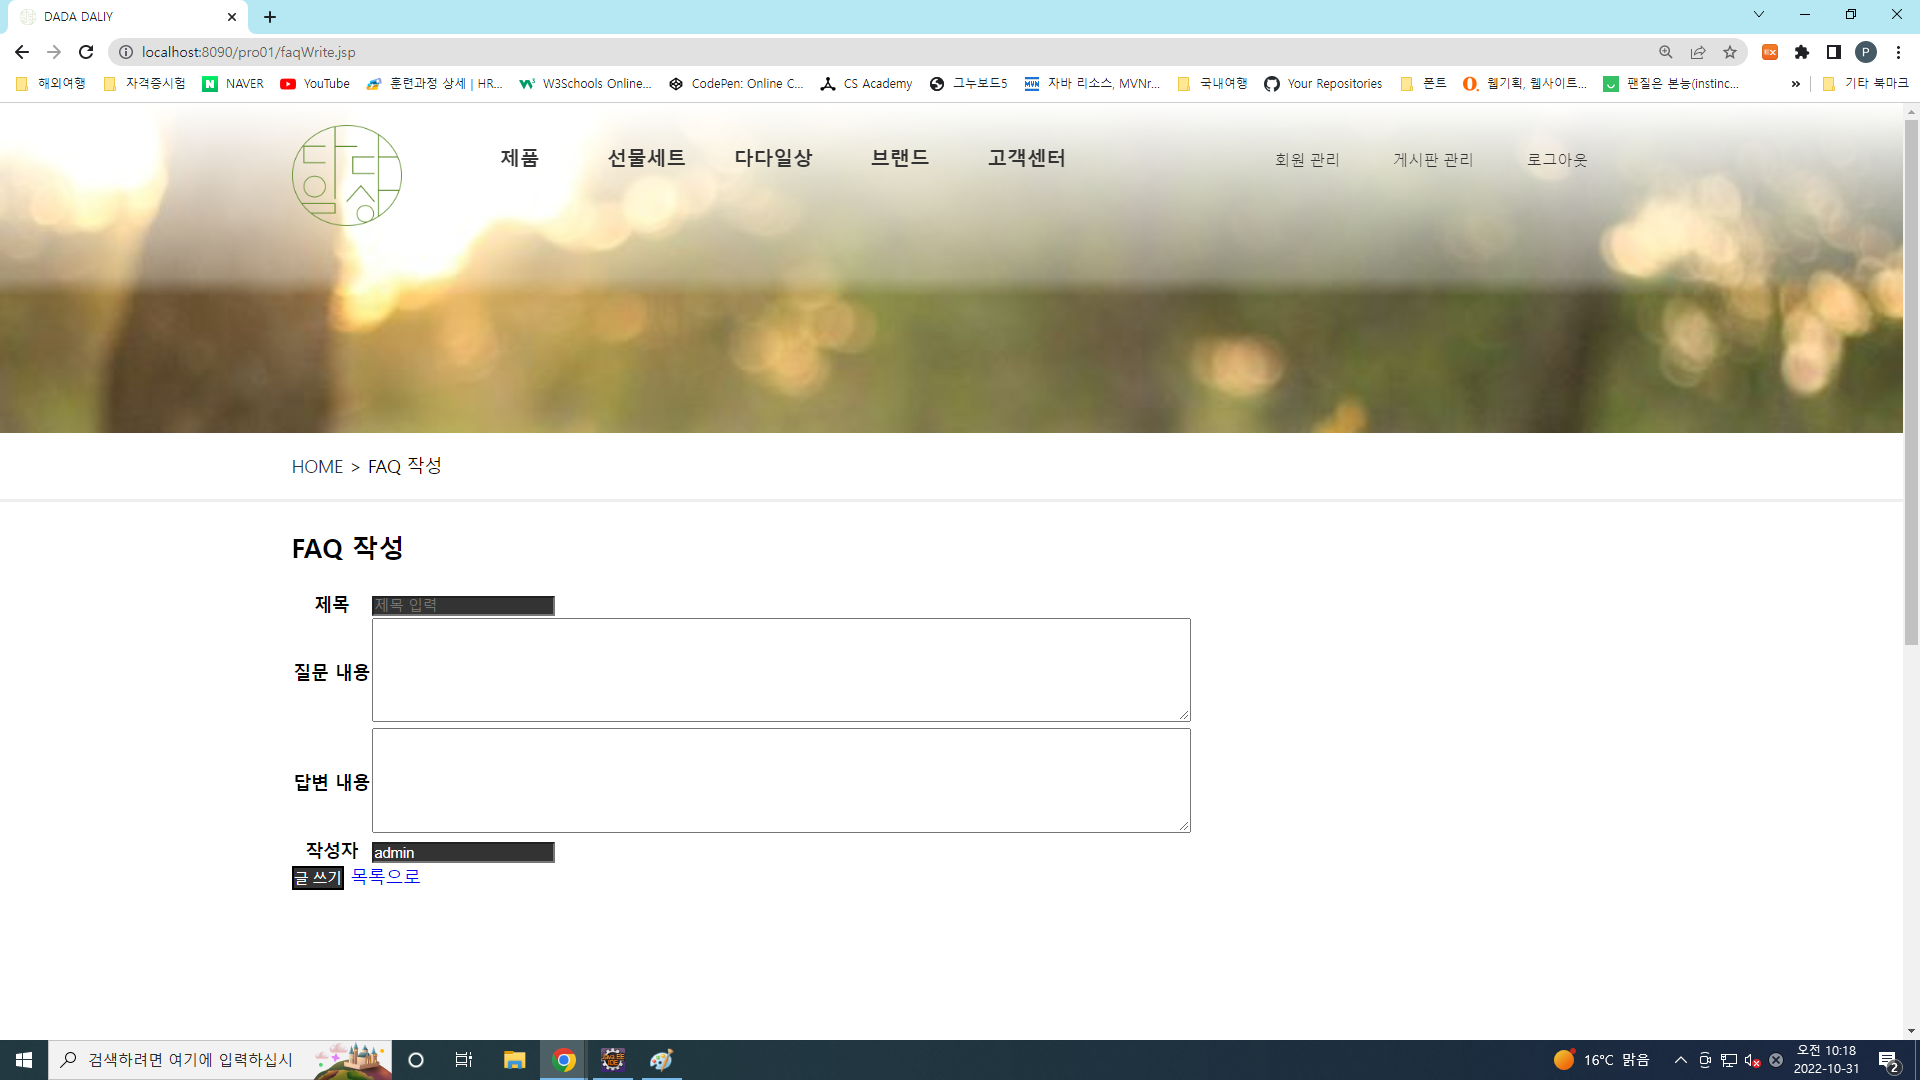 DADA DALIY
localhost:8090/pro01/faqWrite.jsp
EX
P
해외여행 자격증시험 N NAVER YouTube 훈련과정 상세 | HR... W3Schools Online... CodePen: Online C... CS Academy 그누보드5 MVN 자바 리소스, MVNr... 국내여행 Your Repositories 폰트 웹기획, 웹사이트... 팬질은 본능(instinc... » 기타 북마크
다다일상
제품 선물세트 다다일상 브랜드 고객센터 회원 관리 게시판 관리 로그아웃
HOME > FAQ 작성
FAQ 작성
제목 제목 입력
질문 내용
답변 내용
작성자 admin
글 쓰기 목록으로
검색하려면 여기에 입력하십시
16°C 맑음
오전 10:18
2022-10-31
2